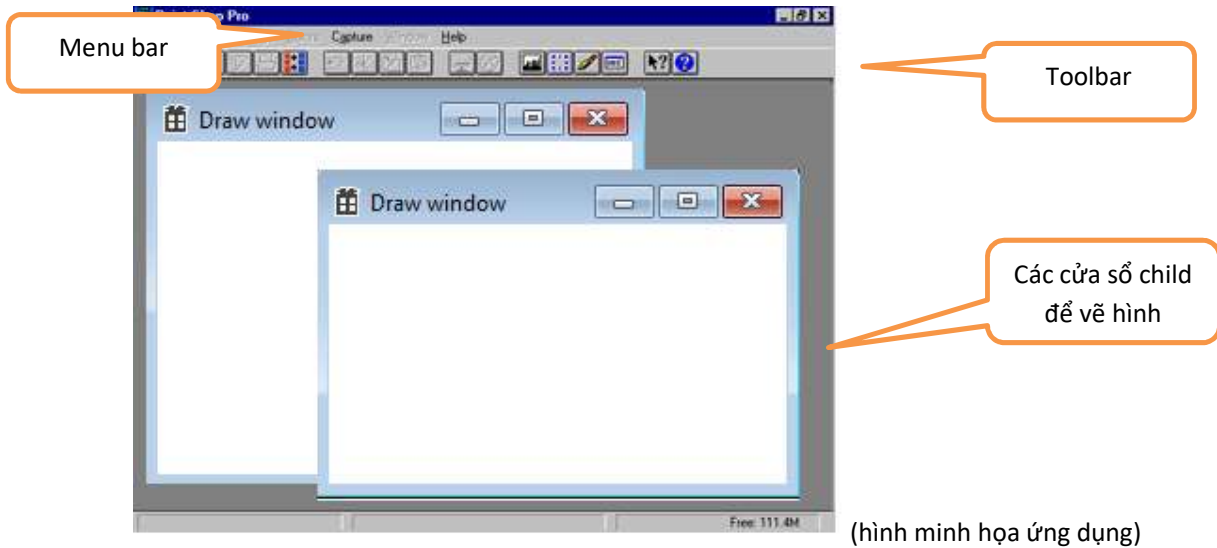 Pro
Menu bar
Capture
Help
Toolbar
Draw window
Draw window
Các cửa sổ child
để vẽ hình
Free: 111.4M
(hình minh họa ứng dụng)